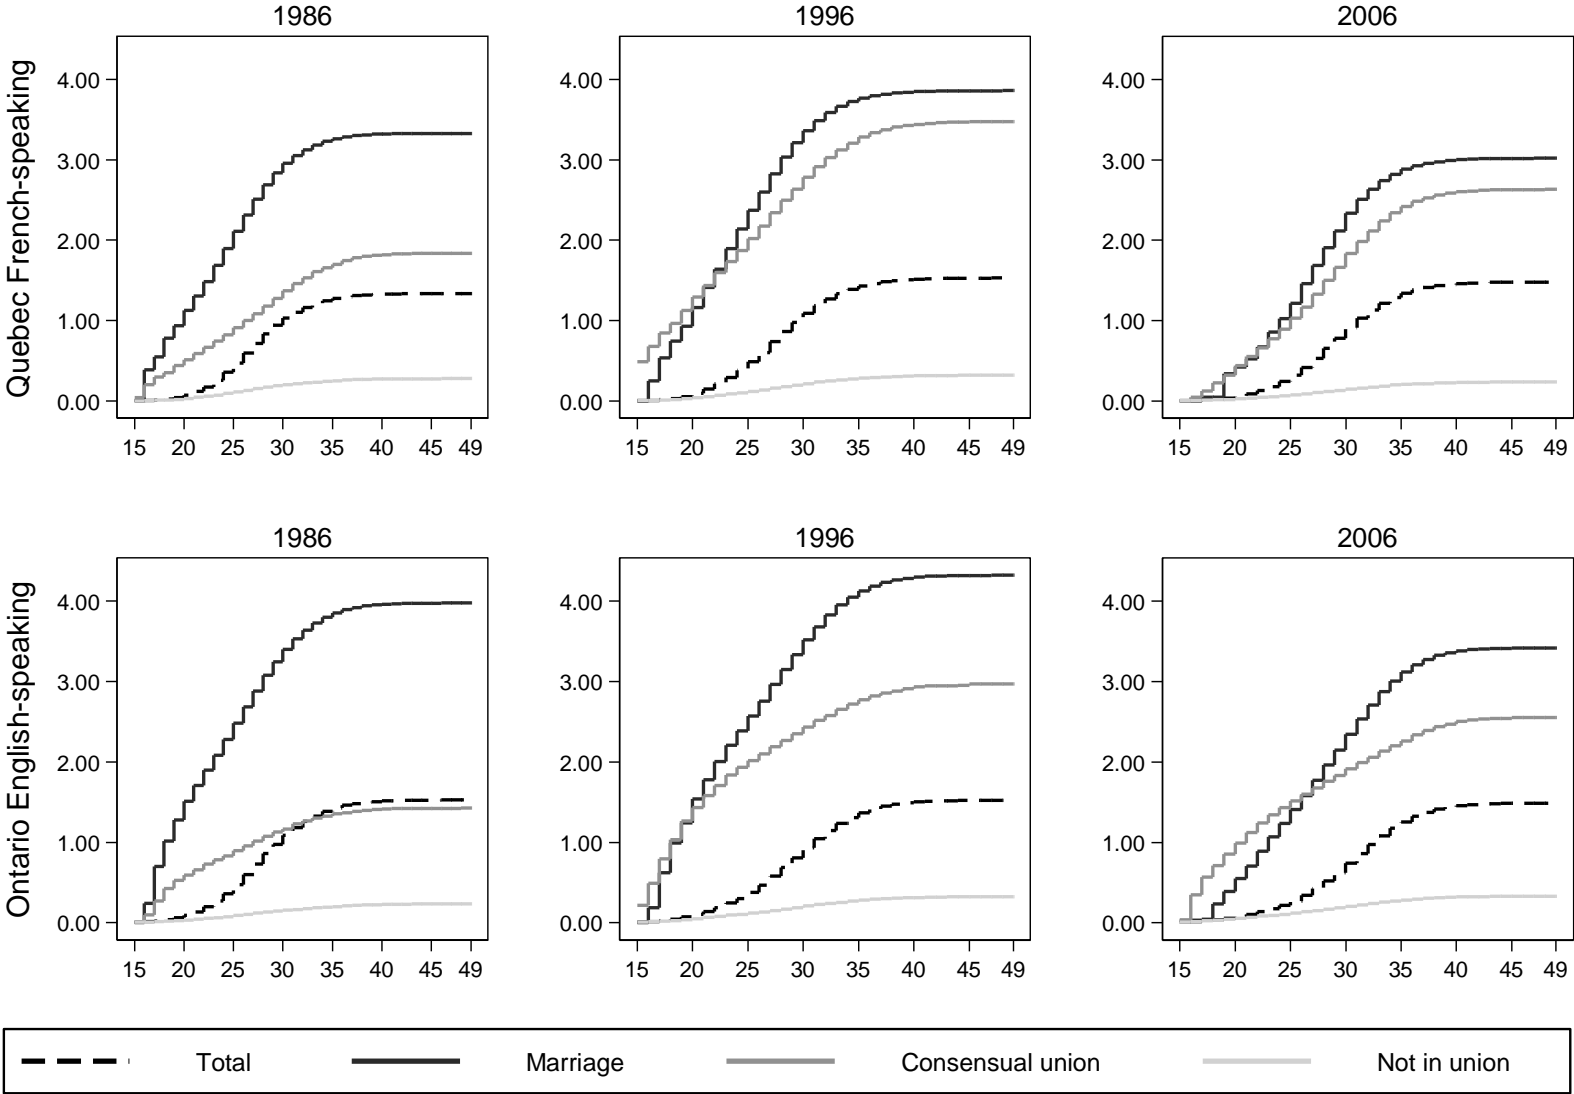 1986 1996 2006
Quebec French-speaking
4.00 4.00 4.00
3.00 3.00 3.00
2.00 2.00 2.00
1.00 1.00 1.00
0.00 0.00 0.00
15 20 25 30 35 40 45 49 15 20 25 30 35 40 45 49 15 20 25 30 35 40 45 49
1986 1996 2006
Ontario English-speaking
4.00 4.00 4.00
3.00 3.00 3.00
2.00 2.00 2.00
1.00 1.00 1.00
0.00 0.00 0.00
15 20 25 30 35 40 45 49 15 20 25 30 35 40 45 49 15 20 25 30 35 40 45 49
Total Marriage Consensual union Not in union